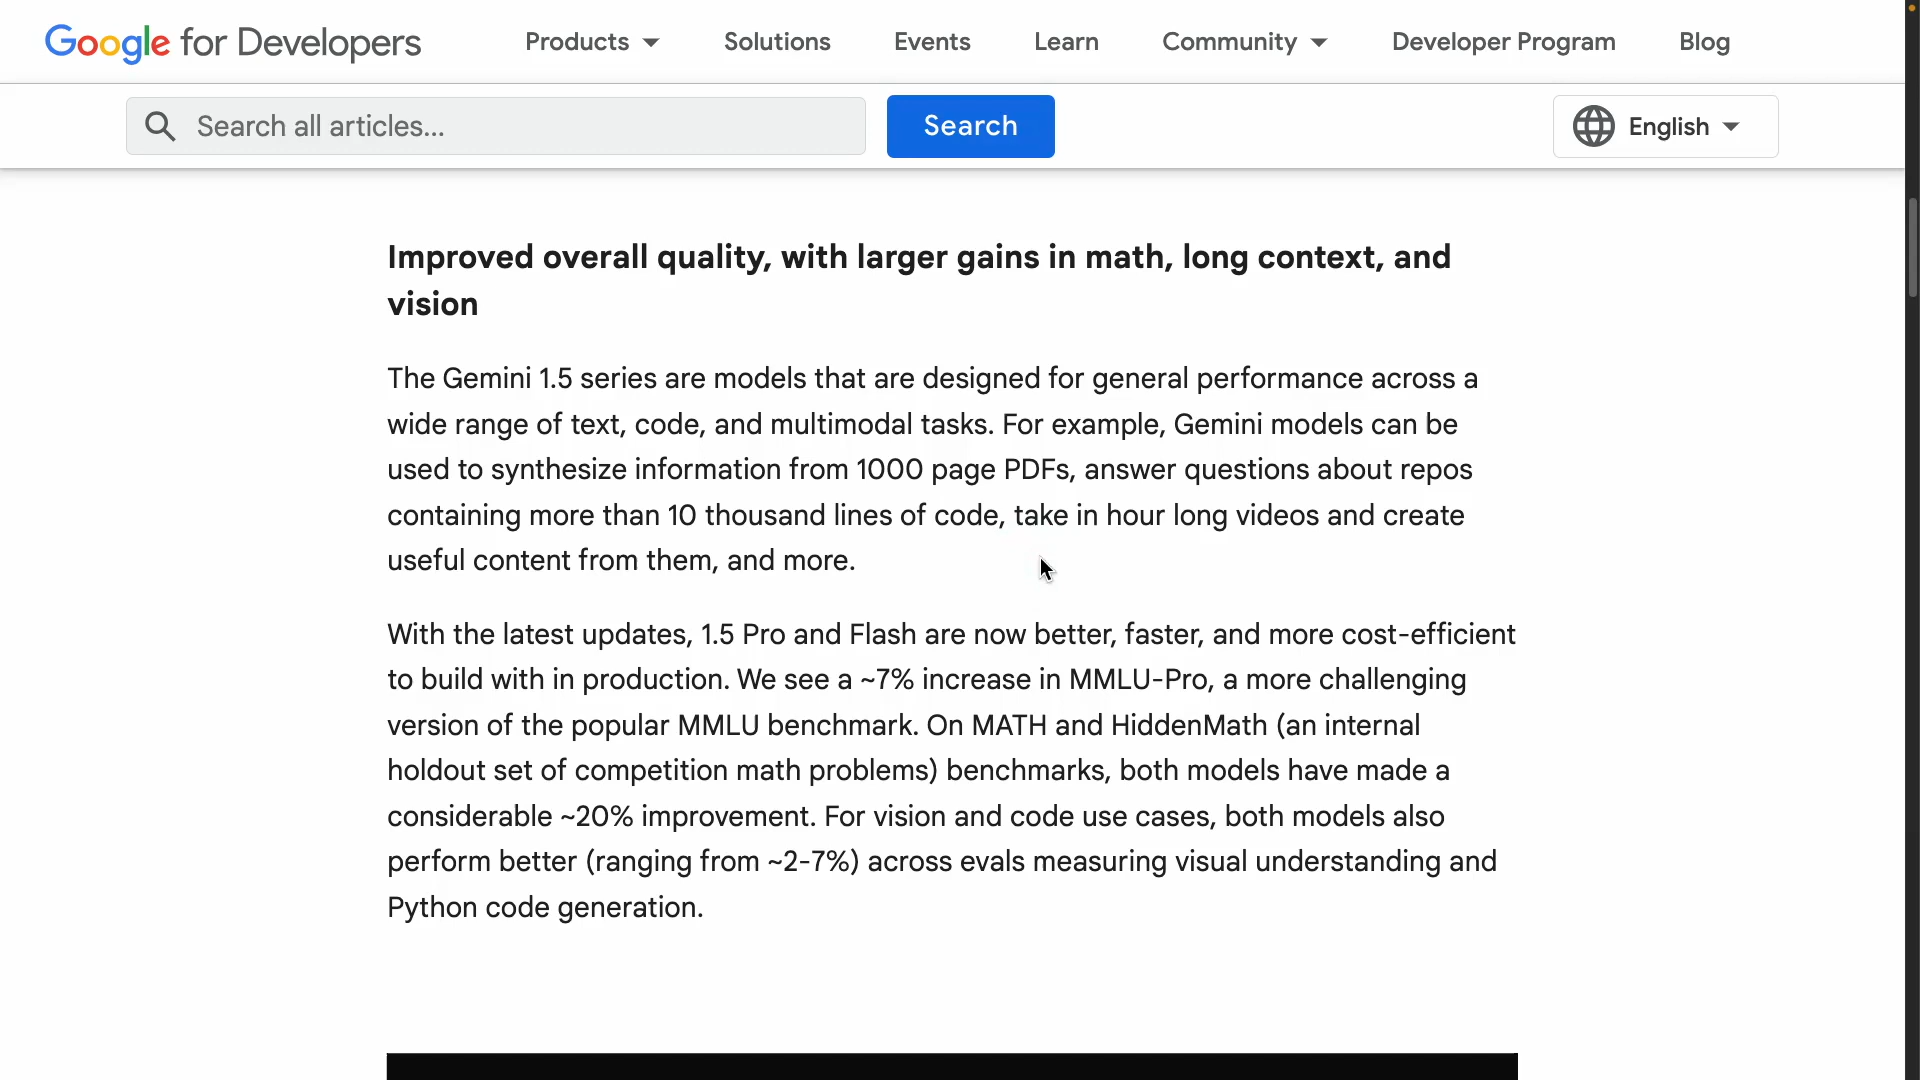 Google for Developers Products Solutions Events Learn Community Developer Program Blog
Search all articles... Search English
Improved overall quality, with larger gains in math, long context, and
vision
The Gemini 1.5 series are models that are designed for general performance across a
wide range of text, code, and multimodal tasks. For example, Gemini models can be
used to synthesize information from 1000 page PDFs, answer questions about repos
containing more than 10 thousand lines of code, take in hour long videos and create
useful content from them, and more.
With the latest updates, 1.5 Pro and Flash are now better, faster, and more cost-efficient
to build with in production. We see a ~7% increase in MMLU-Pro, a more challenging
version of the popular MMLU benchmark. On MATH and HiddenMath (an internal
holdout set of competition math problems) benchmarks, both models have made a
considerable ~20% improvement. For vision and code use cases, both models also
perform better (ranging from ~2-7%) across evals measuring visual understanding and
Python code generation.